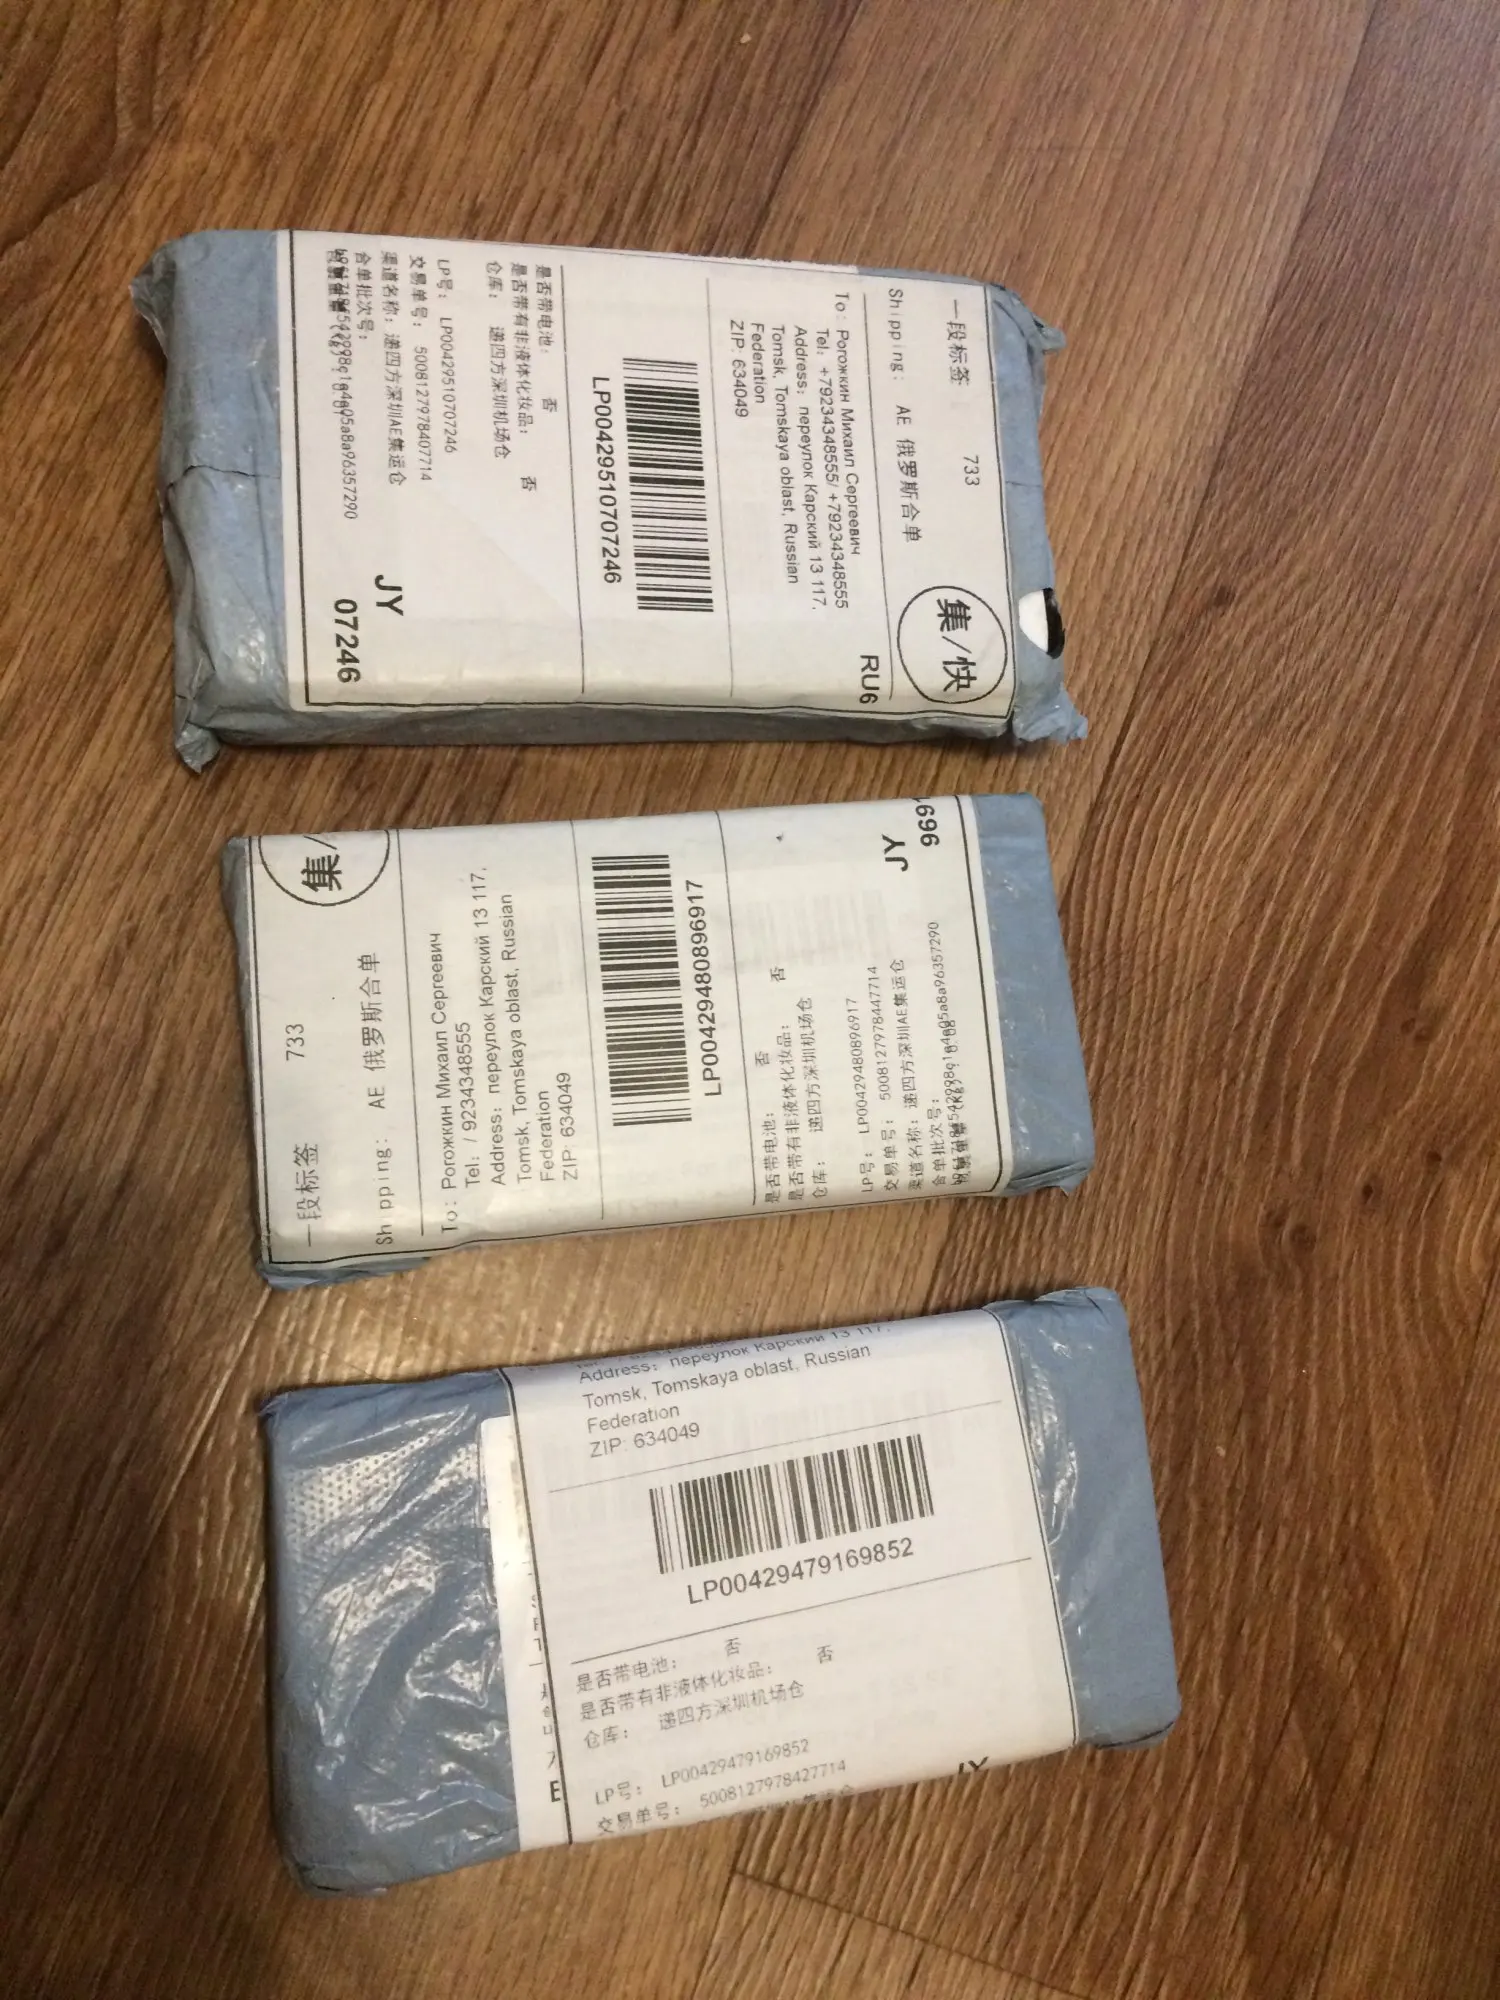 一段标签 733
集/快
Shipping: AE 俄罗斯合单
RU6
To: Рогожкин Михаил Сергеевич
Tel: +79234348555/ +79234348555
Address: переулок Карский 13 117,
Tomsk, Tomskaya oblast, Russian
Federation
ZIP: 634049
LP00429510707246
是否带电池: 否
是否带有非液体化妆品: 否
仓库: 递四方深圳机场仓
LP号: LP00429510707246
交易单号: 5008127978407714
渠道名称: 递四方深圳AE集运仓
合单批次号:
JY
07246
一段标签 733
集/
Shipping: AE 俄罗斯合单
To: Рогожкин Михаил Сергеевич
Tel: / 9234348555
Address: переулок Карский 13 117,
Tomsk, Tomskaya oblast, Russian
Federation
ZIP: 634049
LP00429480896917
是否带电池: 否
是否带有非液体化妆品: 否
仓库: 递四方深圳机场仓
LP号: LP00429480896917
交易单号: 5008127978447714
渠道名称: 递四方深圳AE集运仓
合单批次号:
JY
Address: переулок Карский 13 117,
Tomsk, Tomskaya oblast, Russian
Federation
ZIP: 634049
LP00429479169852
是否带电池: 否
是否带有非液体化妆品: 否
仓库: 递四方深圳机场仓
LP号: LP00429479169852
交易单号: 5008127978427714
JY